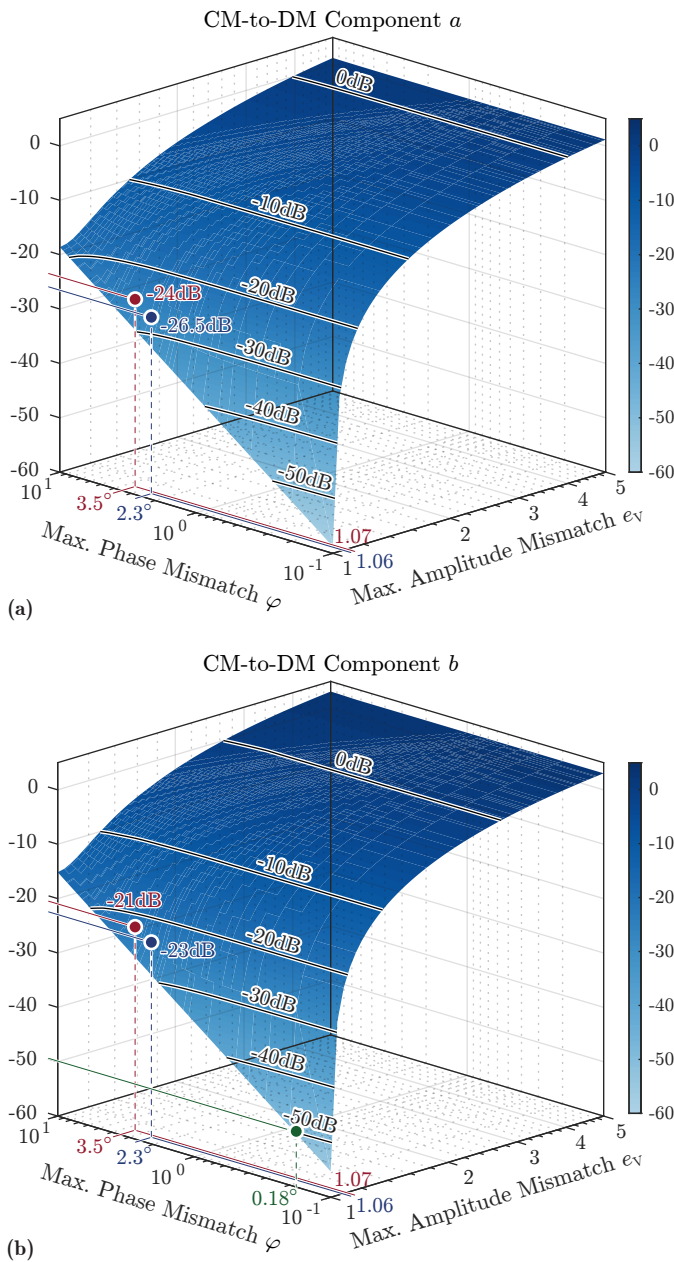 CM-to-DM Component a
0dB
0
0
-10
-10
-10dB
-20
-20
-20dB
-24dB
-30
-26.5dB
-30
-30dB
-40
-40
-40dB
-50
-50
-50dB
-60
-60
10^1
5
3.5°
4
2.3°
3
10^0
2
1.07
10^-1
1
1.06
Max. Phase Mismatch φ
Max. Amplitude Mismatch e_V
(a)
CM-to-DM Component b
0dB
0
0
-10
-10
-10dB
-20
-21dB
-20
-20dB
-23dB
-30
-30
-30dB
-40
-40
-40dB
-50
-50
-50dB
-60
-60
10^1
5
3.5°
4
2.3°
3
10^0
2
1.07
0.18°
10^-1
1
1.06
Max. Phase Mismatch φ
Max. Amplitude Mismatch e_V
(b)